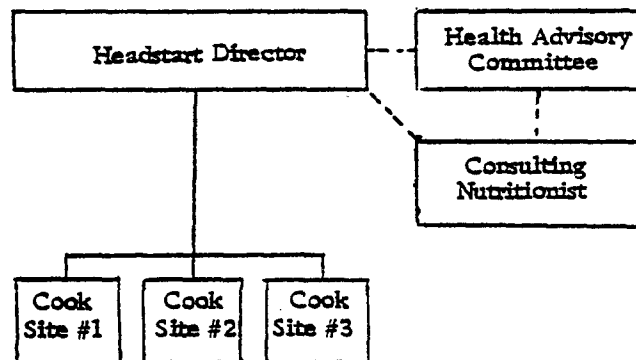 Headstart Director
Health Advisory
Committee
Consulting
Nutritionist
Cook
Site #1
Cook
Site #2
Cook
Site #3